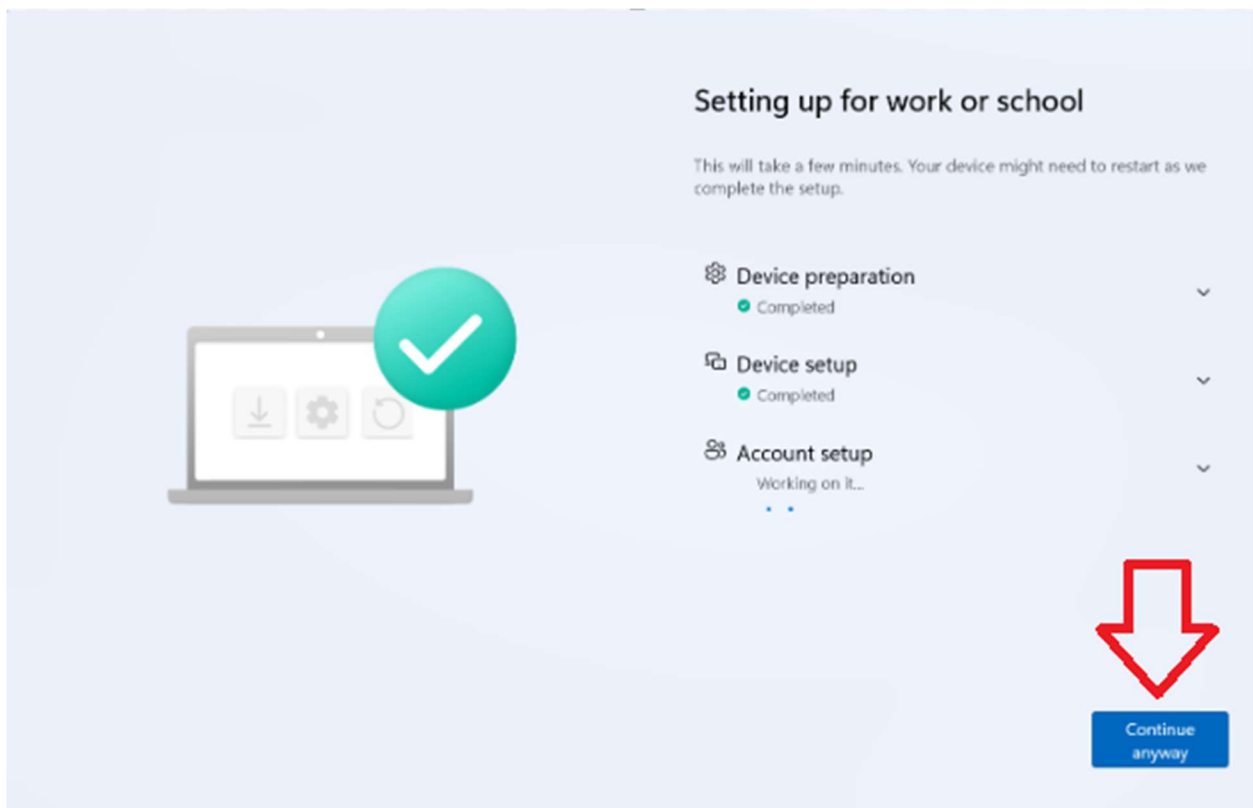 Setting up for work or school
This will take a few minutes. Your device might need to restart as we
complete the setup.
Device preparation
Completed
Device setup
Completed
Account setup
Working on it...
Continue
anyway